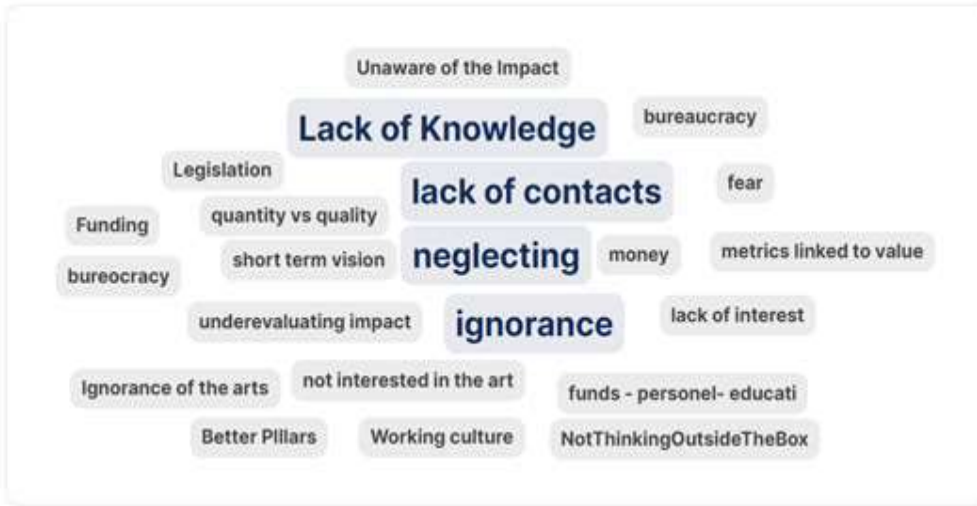 Unaware of the Impact
Lack of Knowledge
bureaucracy
Legislation
lack of contacts
fear
Funding
quantity vs quality
neglecting
money
metrics linked to value
short term vision
bureocracy
underevaluating impact
ignorance
lack of interest
Ignorance of the arts
not interested in the art
funds - personel- educati
Better PIllars
Working culture
NotThinkingOutsideTheBox